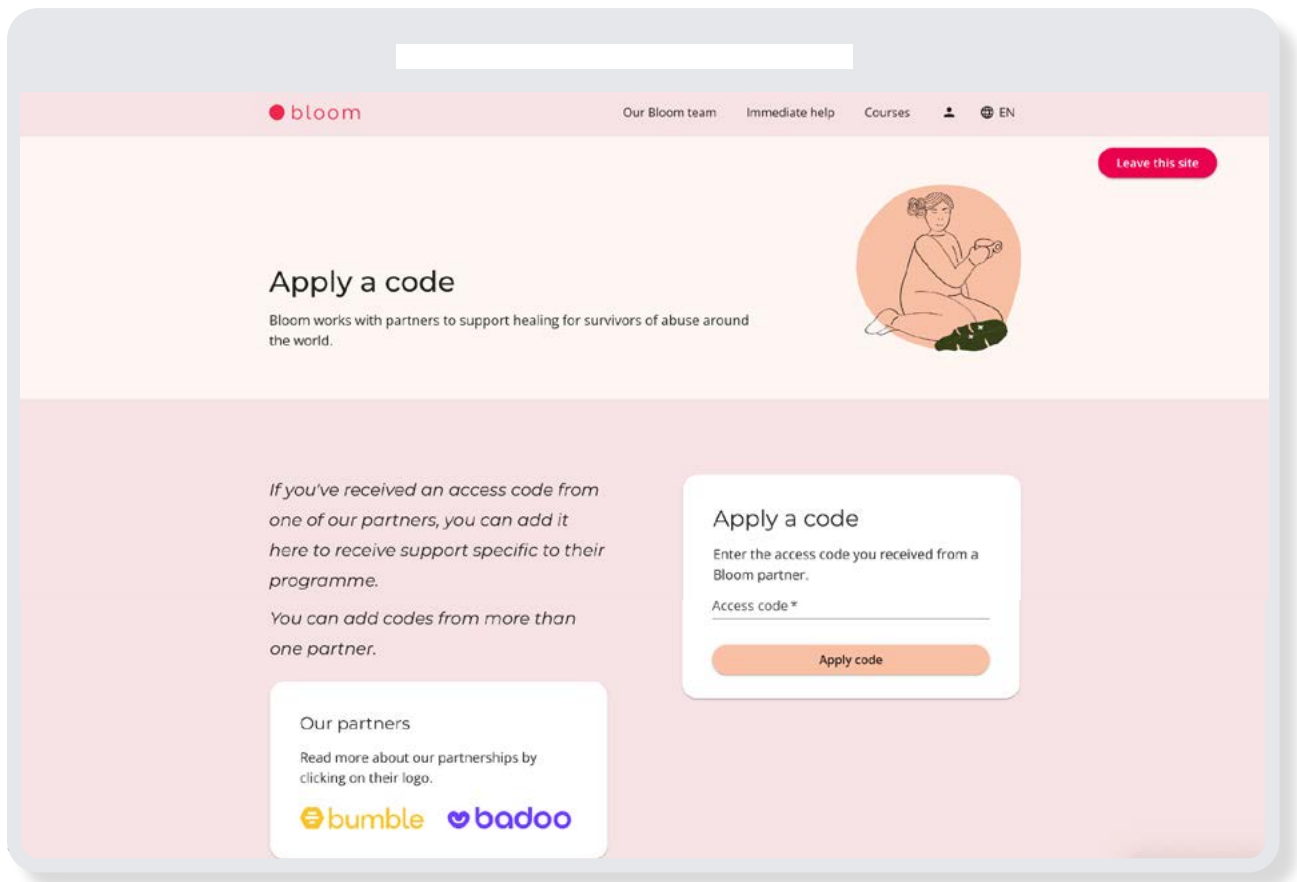 bloom
Our Bloom team Immediate help Courses EN
Leave this site
Apply a code
Bloom works with partners to support healing for survivors of abuse around
the world.
If you've received an access code from
one of our partners, you can add it
here to receive support specific to their
programme.
You can add codes from more than
one partner.
Our partners
Read more about our partnerships by
clicking on their logo.
bumble badoo
Apply a code
Enter the access code you received from a
Bloom partner.
Access code *
Apply code